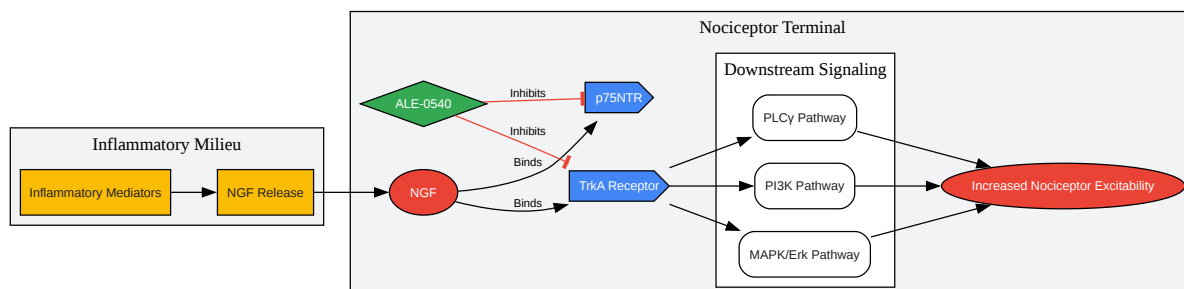 Nociceptor Terminal
Inflammatory Milieu
Inflammatory Mediators
NGF Release
ALE-0540
Inhibits
p75NTR
Inhibits
NGF
Binds
Binds
TrkA Receptor
Downstream Signaling
PLCγ Pathway
PI3K Pathway
MAPK/Erk Pathway
Increased Nociceptor Excitability